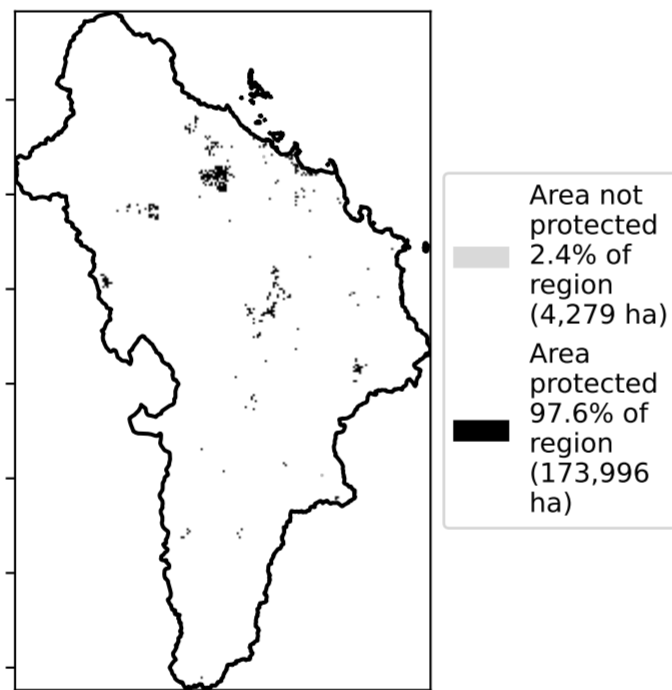 Area not
protected
2.4% of
region
(4,279 ha)
Area
protected
97.6% of
region
(173,996
ha)